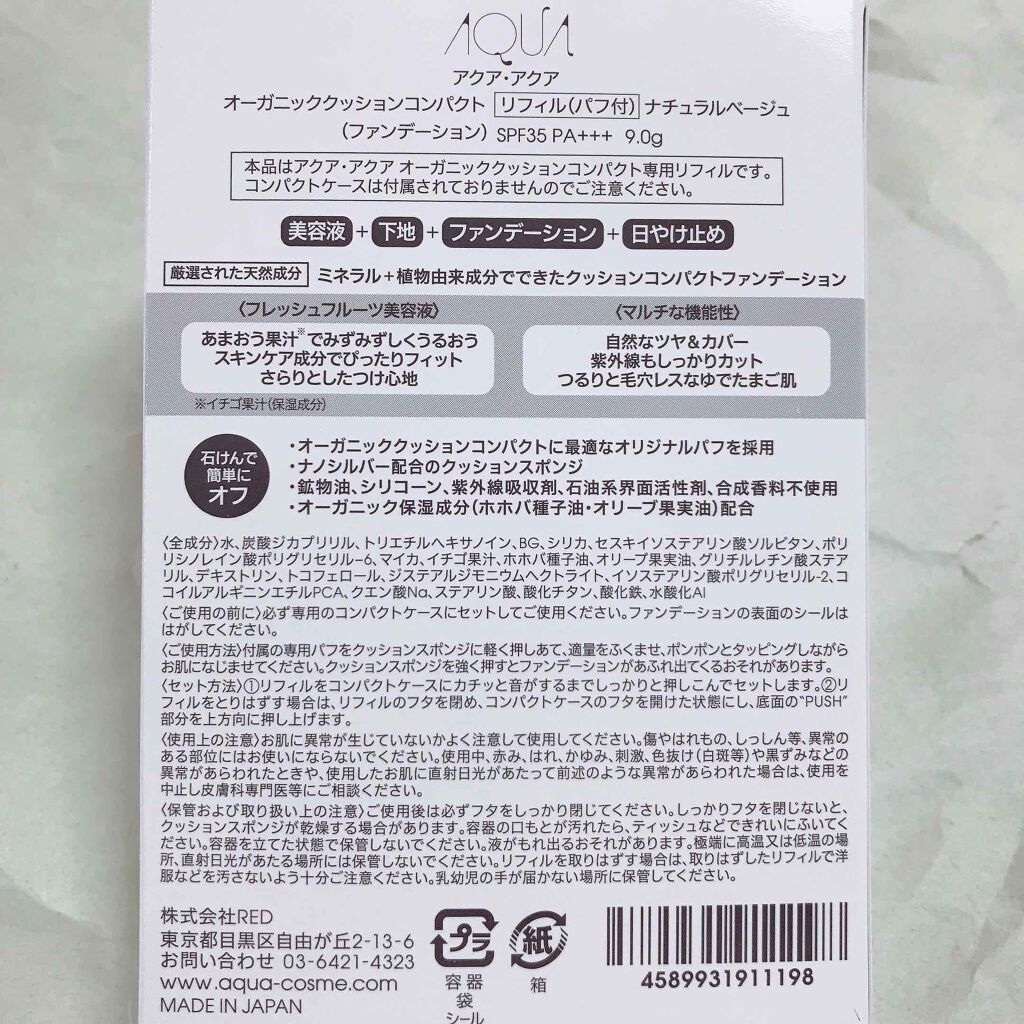 AQUA
アクア・アクア
オーガニッククッションコンパクト リフィル(パフ付) ナチュラルベージュ
(ファンデーション) SPF35 PA+++ 9.0g
本品はアクア・アクア オーガニッククッションコンパクト専用リフィルです。
コンパクトケースは付属されておりませんのでご注意ください。
美容液 + 下地 + ファンデーション + 日やけ止め
厳選された天然成分 ミネラル+植物由来成分でできたクッションコンパクトファンデーション
〈フレッシュフルーツ美容液〉
あまおう果汁※でみずみずしくうるおう
スキンケア成分でぴったりフィット
さらりとしたつけ心地
※イチゴ果汁(保湿成分)
〈マルチな機能性〉
自然なツヤ&カバー
紫外線もしっかりカット
つるりと毛穴レスなゆでたまご肌
石けんで
簡単に
オフ
・オーガニッククッションコンパクトに最適なオリジナルパフを採用
・ナノシルバー配合のクッションスポンジ
・鉱物油、シリコーン、紫外線吸収剤、石油系界面活性剤、合成香料不使用
・オーガニック保湿成分(ホホバ種子油・オリーブ果実油)配合
〈全成分〉水、炭酸ジカプリリル、トリエチルヘキサノイン、BG、シリカ、セスキイソステアリン酸ソルビタン、ポリ
リシノレイン酸ポリグリセリル-6、マイカ、イチゴ果汁、ホホバ種子油、オリーブ果実油、グリチルレチン酸ステア
リル、デキストリン、トコフェロール、ジステアルジモニウムヘクトライト、イソステアリン酸ポリグリセリル-2、コ
コイルアルギニンエチルPCA、クエン酸Na、ステアリン酸、酸化チタン、酸化鉄、水酸化Al
〈ご使用の前に〉必ず専用のコンパクトケースにセットしてご使用ください。ファンデーションの表面のシールは
はがしてください。
〈ご使用方法〉付属の専用パフをクッションスポンジに軽く押しあて、適量をふくませ、ポンポンとタッピングしながら
お肌になじませてください。クッションスポンジを強く押すとファンデーションがあふれ出てくるおそれがあります。
〈セット方法〉①リフィルをコンパクトケースにカチッと音がするまでしっかりと押しこんでセットします。②リ
フィルをとりはずす場合は、リフィルのフタを閉め、コンパクトケースのフタを開けた状態にし、底面の"PUSH"
部分を上方向に押し上げます。
〈使用上の注意〉お肌に異常が生じていないかよく注意して使用してください。傷やはれもの、しっしん等、異常の
ある部位にはお使いにならないでください。使用中、赤み、はれ、かゆみ、刺激、色抜け(白斑等)や黒ずみなどの
異常があらわれたときや、使用したお肌に直射日光があたって前述のような異常があらわれた場合は、使用を
中止し皮膚科専門医等にご相談ください。
〈保管および取り扱い上の注意〉ご使用後は必ずフタをしっかり閉じてください。しっかりフタを閉じないと、
クッションスポンジが乾燥する場合があります。容器の口もとが汚れたら、ティッシュなどできれいにふいてく
ださい。容器を立てた状態で保管しないでください。液がもれ出るおそれがあります。極端に高温又は低温の場
所、直射日光があたる場所には保管しないでください。リフィルを取りはずす場合は、取りはずしたリフィルで洋
服などを汚さないよう十分ご注意ください。乳幼児の手が届かない場所に保管してください。
株式会社RED
東京都目黒区自由が丘2-13-6
お問い合わせ 03-6421-4323
www.aqua-cosme.com
MADE IN JAPAN
プラ
容器
袋
シール
紙
箱
4589931911198